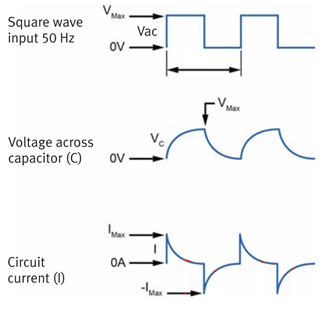 Square wave
input 50 Hz
VMax
Vac
0V
VMax
Voltage across
capacitor (C)
VC
0V
IMax
I
Circuit
current (I)
0A
-IMax